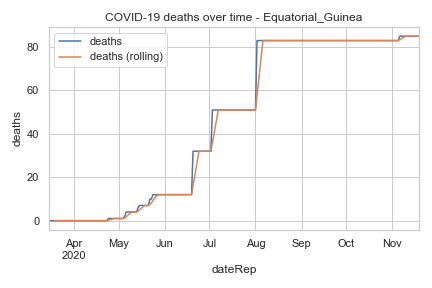 COVID-19 deaths over time - Equatorial_Guinea
deaths
deaths (rolling)
deaths
80
60
40
20
0
Apr May Jun Jul Aug Sep Oct Nov
2020
dateRep